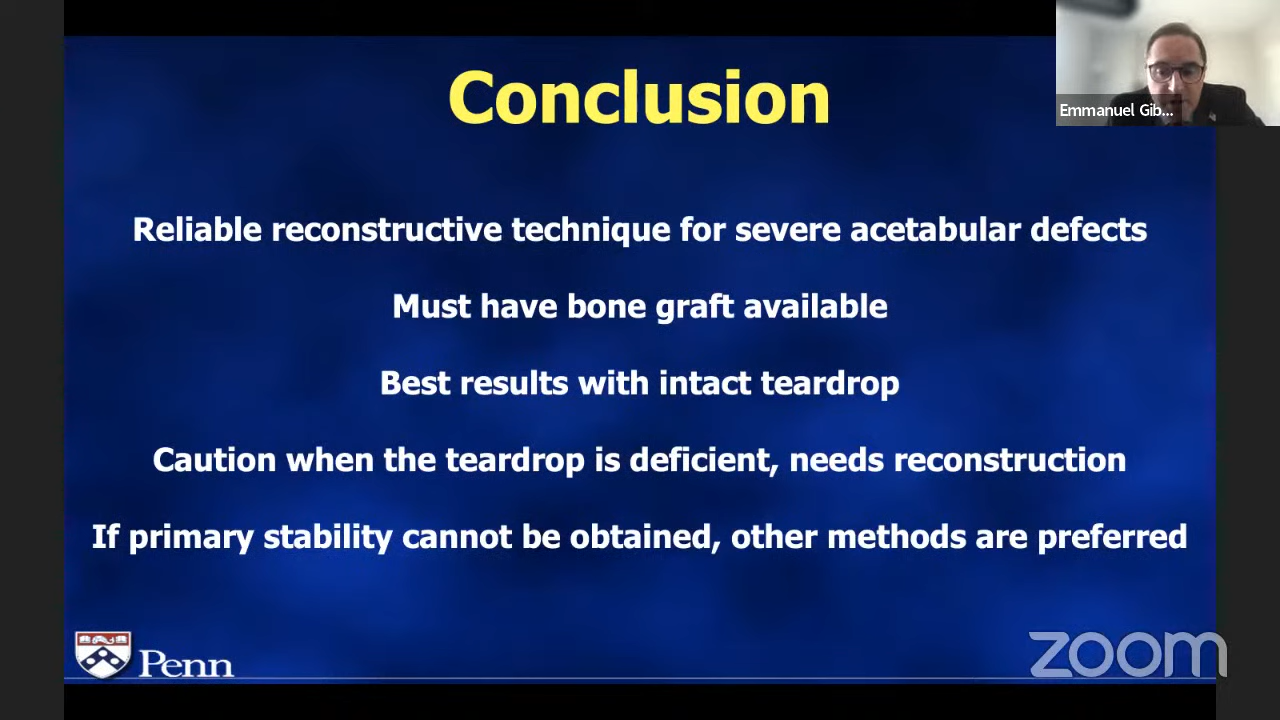 Conclusion
Emmanuel Gib...
Reliable reconstructive technique for severe acetabular defects
Must have bone graft available
Best results with intact teardrop
Caution when the teardrop is deficient, needs reconstruction
If primary stability cannot be obtained, other methods are preferred
Penn
zoom